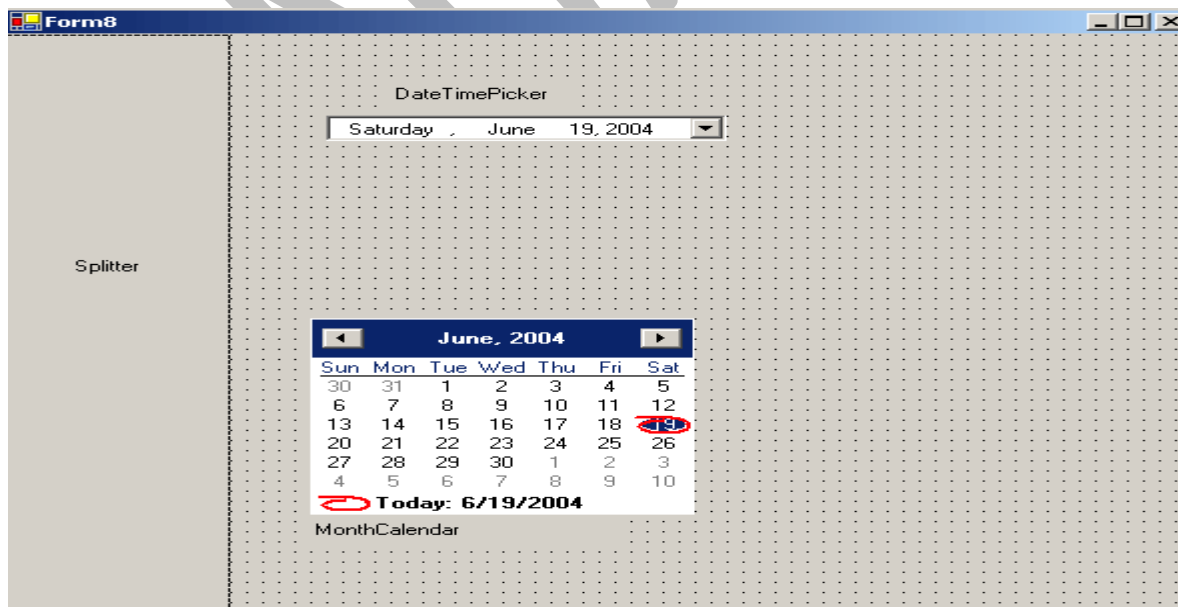 Form8
DateTimePicker
Saturday , June 19, 2004
Splitter
June, 2004
Sun Mon Tue Wed Thu Fri Sat
30 31 1 2 3 4 5
6 7 8 9 10 11 12
13 14 15 16 17 18 19
20 21 22 23 24 25 26
27 28 29 30 1 2 3
4 5 6 7 8 9 10
Today: 6/19/2004
MonthCalendar